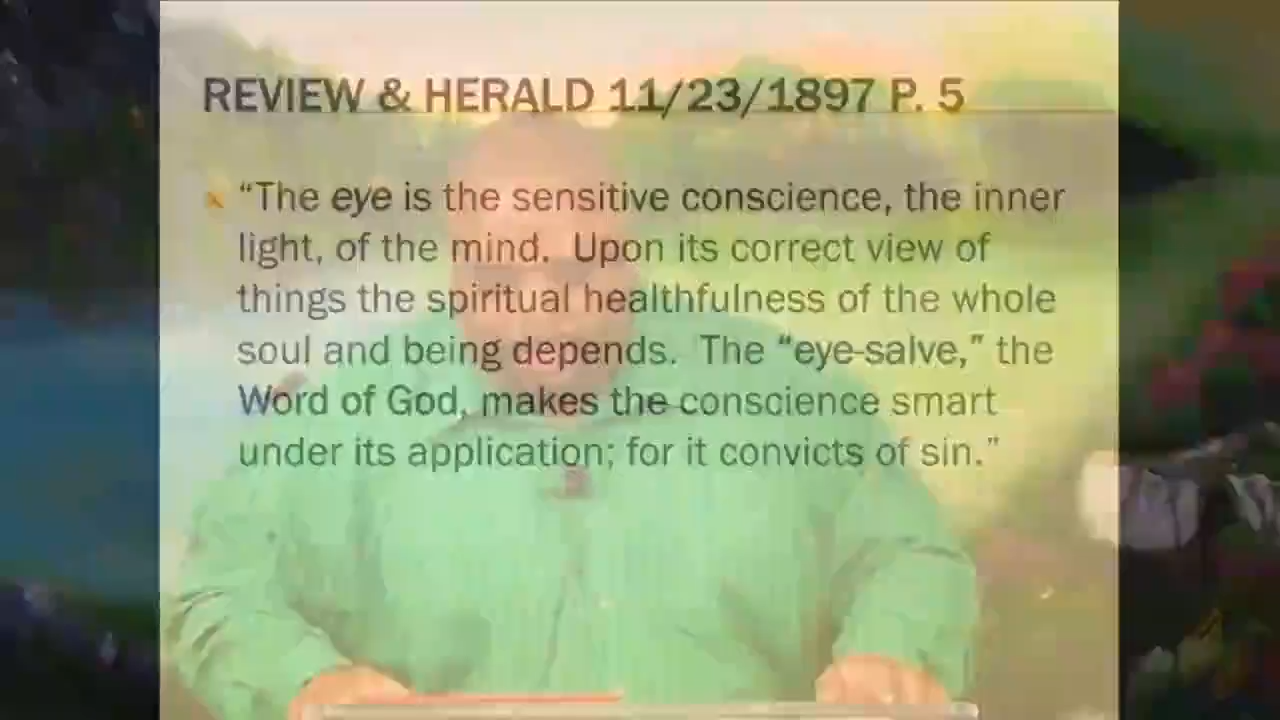 REVIEW & HERALD 11/23/1897 P. 5
“The eye is the sensitive conscience, the inner
light, of the mind.  Upon its correct view of
things the spiritual healthfulness of the whole
soul and being depends.  The “eye-salve,” the
Word of God, makes the conscience smart
under its application; for it convicts of sin.”